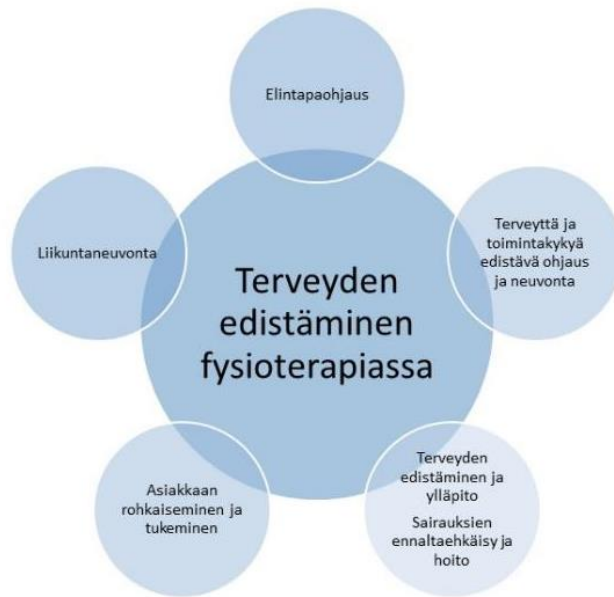 Elintapaohjaus
Liikuntaneuvonta
Terveyttä ja
toimintakykyä
edistävä ohjaus
ja neuvonta
Terveyden
edistäminen
fysioterapiassa
Asiakkaan
rohkaiseminen ja
tukeminen
Terveyden
edistäminen ja
ylläpito
Sairauksien
ennaltaehkäisy ja
hoito